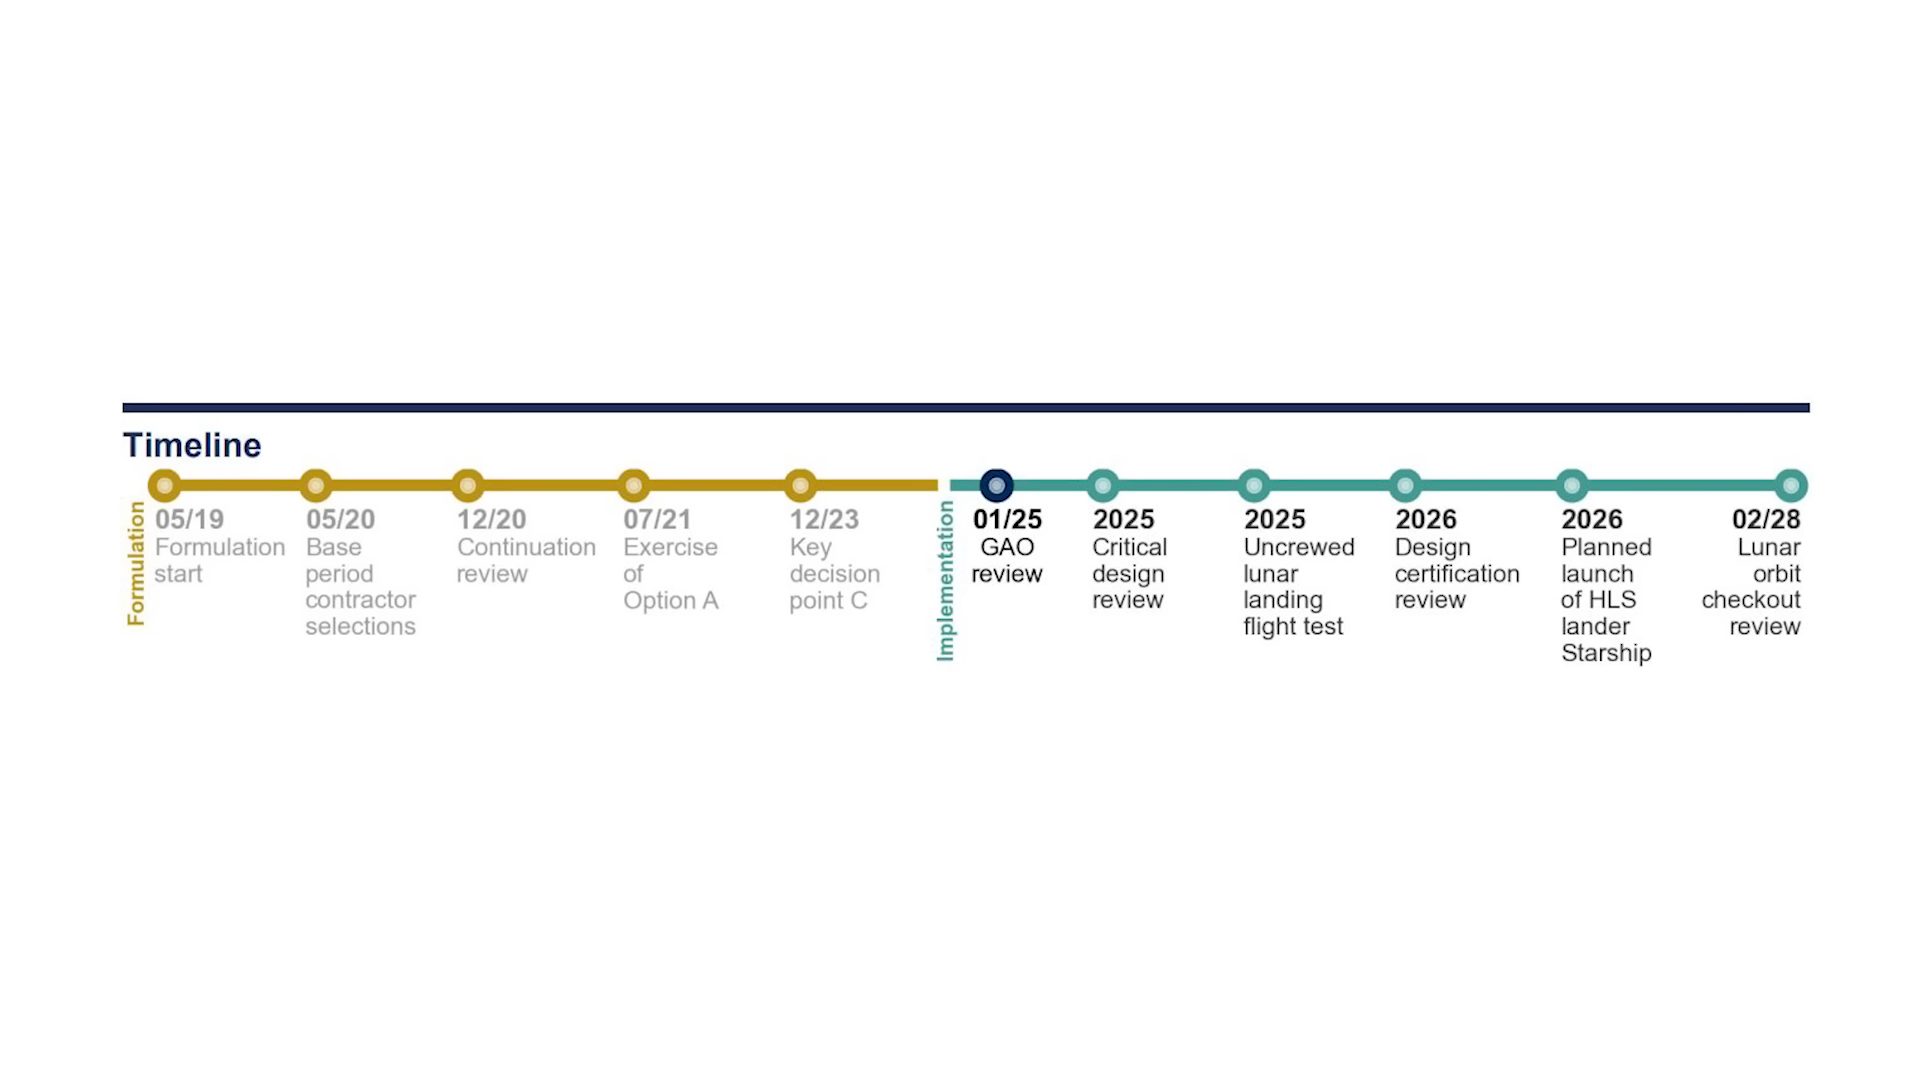 Timeline
Formulation
05/19
Formulation
start
05/20
Base
period
contractor
selections
12/20
Continuation
review
07/21
Exercise
of
Option A
12/23
Key
decision
point C
Implementation
01/25
GAO
review
2025
Critical
design
review
2025
Uncrewed
lunar
landing
flight test
2026
Design
certification
review
2026
Planned
launch
of HLS
lander
Starship
02/28
Lunar
orbit
checkout
review